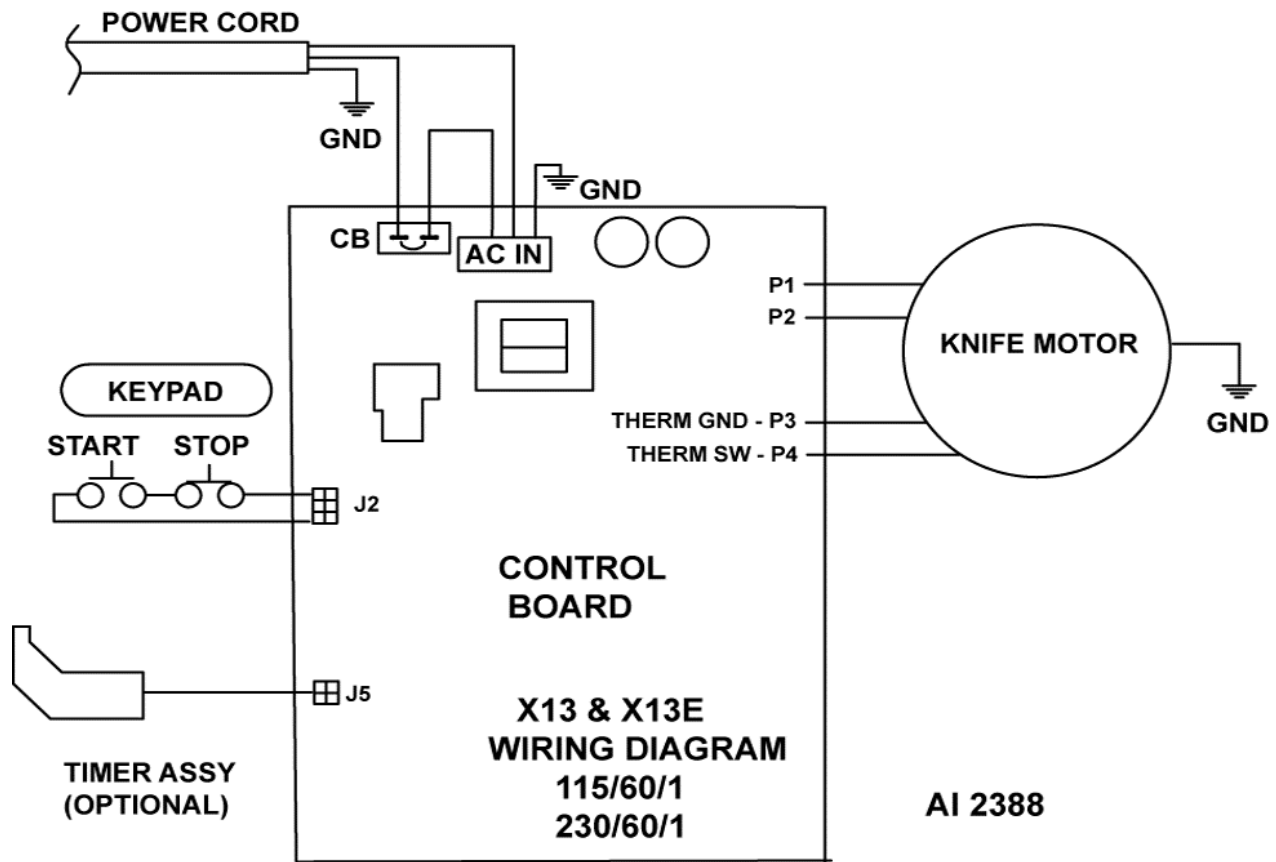 POWER CORD
GND
GND
CB
AC IN
P1
P2
KNIFE MOTOR
GND
KEYPAD
START STOP
THERM GND - P3
THERM SW - P4
J2
CONTROL
BOARD
J5
X13 & X13E
WIRING DIAGRAM
115/60/1
230/60/1
TIMER ASSY
(OPTIONAL)
AI 2388